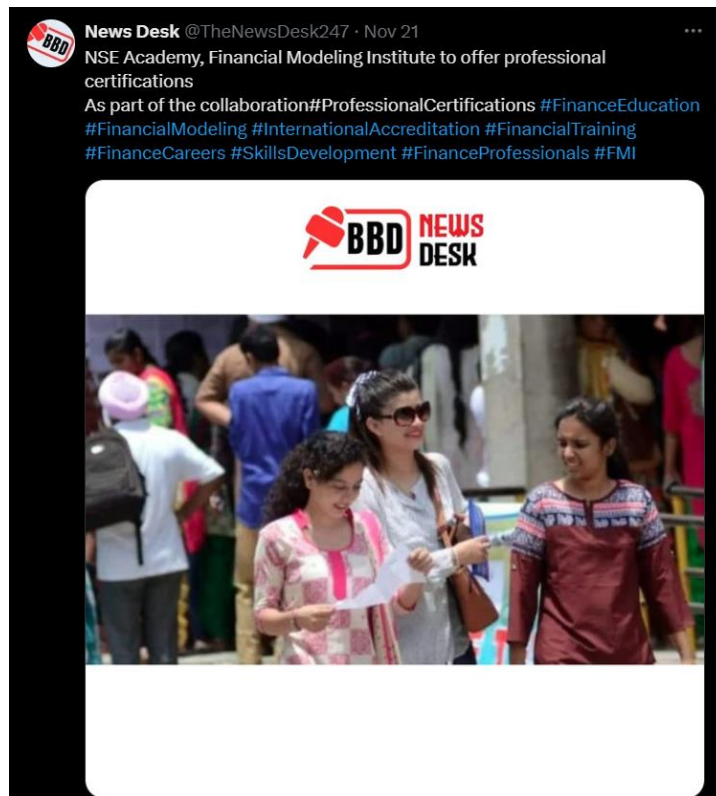 BBD
News Desk @TheNewsDesk247 · Nov 21
NSE Academy, Financial Modeling Institute to offer professional
certifications
As part of the collaboration#ProfessionalCertifications #FinanceEducation
#FinancialModeling #InternationalAccreditation #FinancialTraining
#FinanceCareers #SkillsDevelopment #FinanceProfessionals #FMI
BBD NEWS
DESK